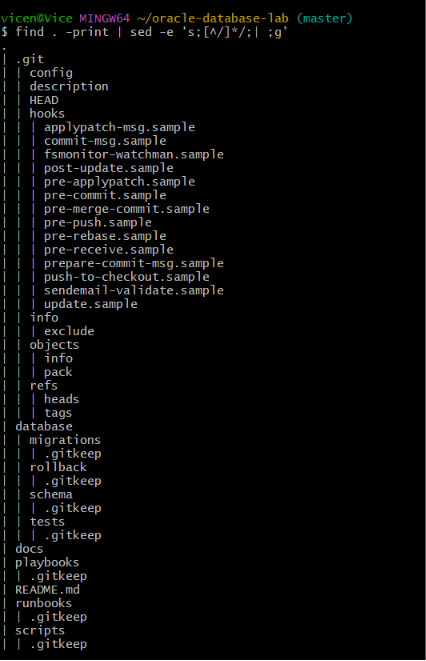 vicen@Vice MINGW64 ~/oracle-database-lab (master)
$ find . -print | sed -e 's;[^/]*/;| ;g'
.
| .git
| | config
| | description
| | HEAD
| | hooks
| | | applypatch-msg.sample
| | | commit-msg.sample
| | | fsmonitor-watchman.sample
| | | post-update.sample
| | | pre-applypatch.sample
| | | pre-commit.sample
| | | pre-merge-commit.sample
| | | pre-push.sample
| | | pre-rebase.sample
| | | pre-receive.sample
| | | prepare-commit-msg.sample
| | | push-to-checkout.sample
| | | sendemail-validate.sample
| | | update.sample
| | info
| | | exclude
| | objects
| | | info
| | | pack
| | refs
| | | heads
| | | tags
| database
| | migrations
| | | .gitkeep
| | rollback
| | | .gitkeep
| | schema
| | | .gitkeep
| | tests
| | | .gitkeep
| docs
| playbooks
| | .gitkeep
| README.md
| runbooks
| | .gitkeep
| scripts
| | .gitkeep